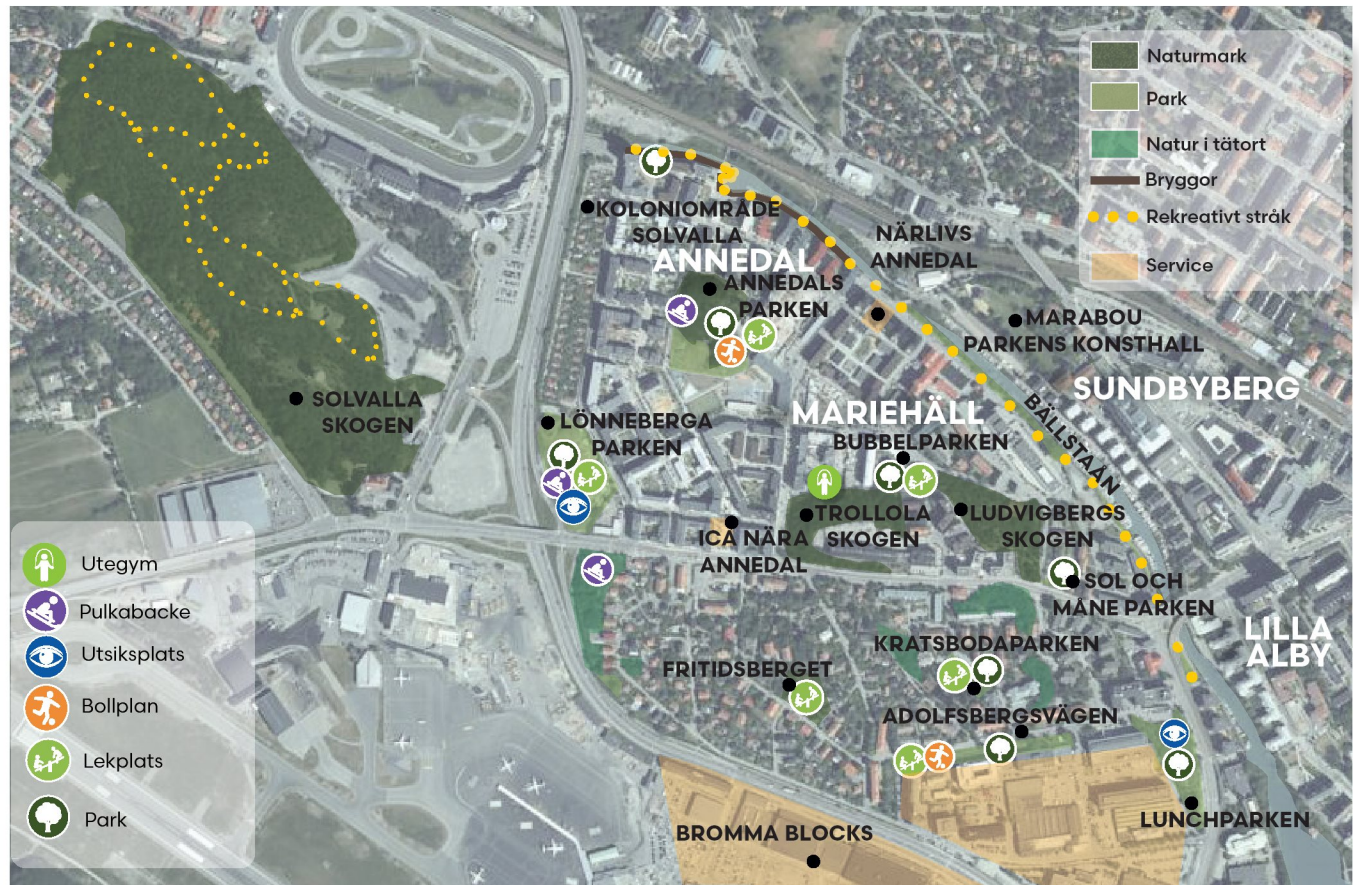 Naturmark
Park
Natur i tätort
Bryggor
Rekreativt stråk
Service
KOLONIOMRÅDE
SOLVALLA
ANNEDAL
NÄRLIVS
ANNEDAL
ANNEDALS
PARKEN
MARABOU
PARKENS KONSTHALL
SUNDBYBERG
SOLVALLA
SKOGEN
LÖNNEBERGA
PARKEN
MARIEHÄLL
BUBBELPARKEN
BÄLLSTAÅN
TROLLOLA
SKOGEN
LUDVIGBERGS
SKOGEN
ICA NÄRA
ANNEDAL
SOL OCH
MÅNE PARKEN
LILLA
ALBY
KRATSBODAPARKEN
FRITIDSBERGET
ADOLFSBERGSVÄGEN
LUNCHPARKEN
BROMMA BLOCKS
Utegym
Pulkabacke
Utsiksplats
Bollplan
Lekplats
Park